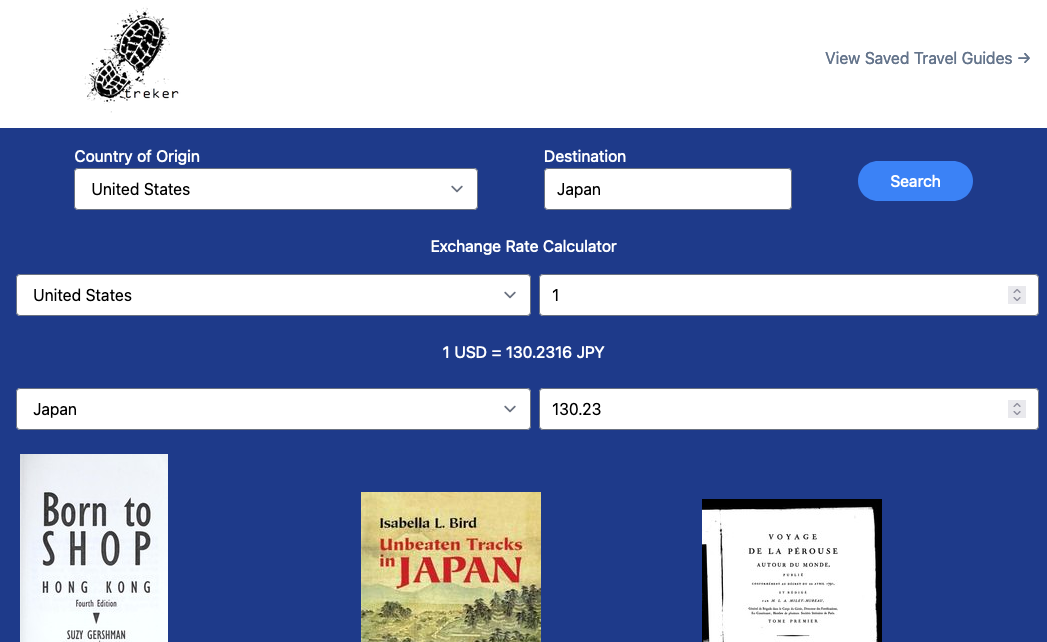 treker
View Saved Travel Guides →
Country of Origin
Destination
United States
Japan
Search
Exchange Rate Calculator
United States
1
1 USD = 130.2316 JPY
Japan
130.23
Born to
SHOP
HONG KONG
Fourth Edition
SUZY GERSHMAN
Isabella L. Bird
Unbeaten Tracks
in JAPAN
VOYAGE
DE LA PÉROUSE
AUTOUR DU MONDE,
PUBLIÉ
ET RÉDIGÉ
PAR M. L. A. MILET-MUREAU,
TOME PREMIER